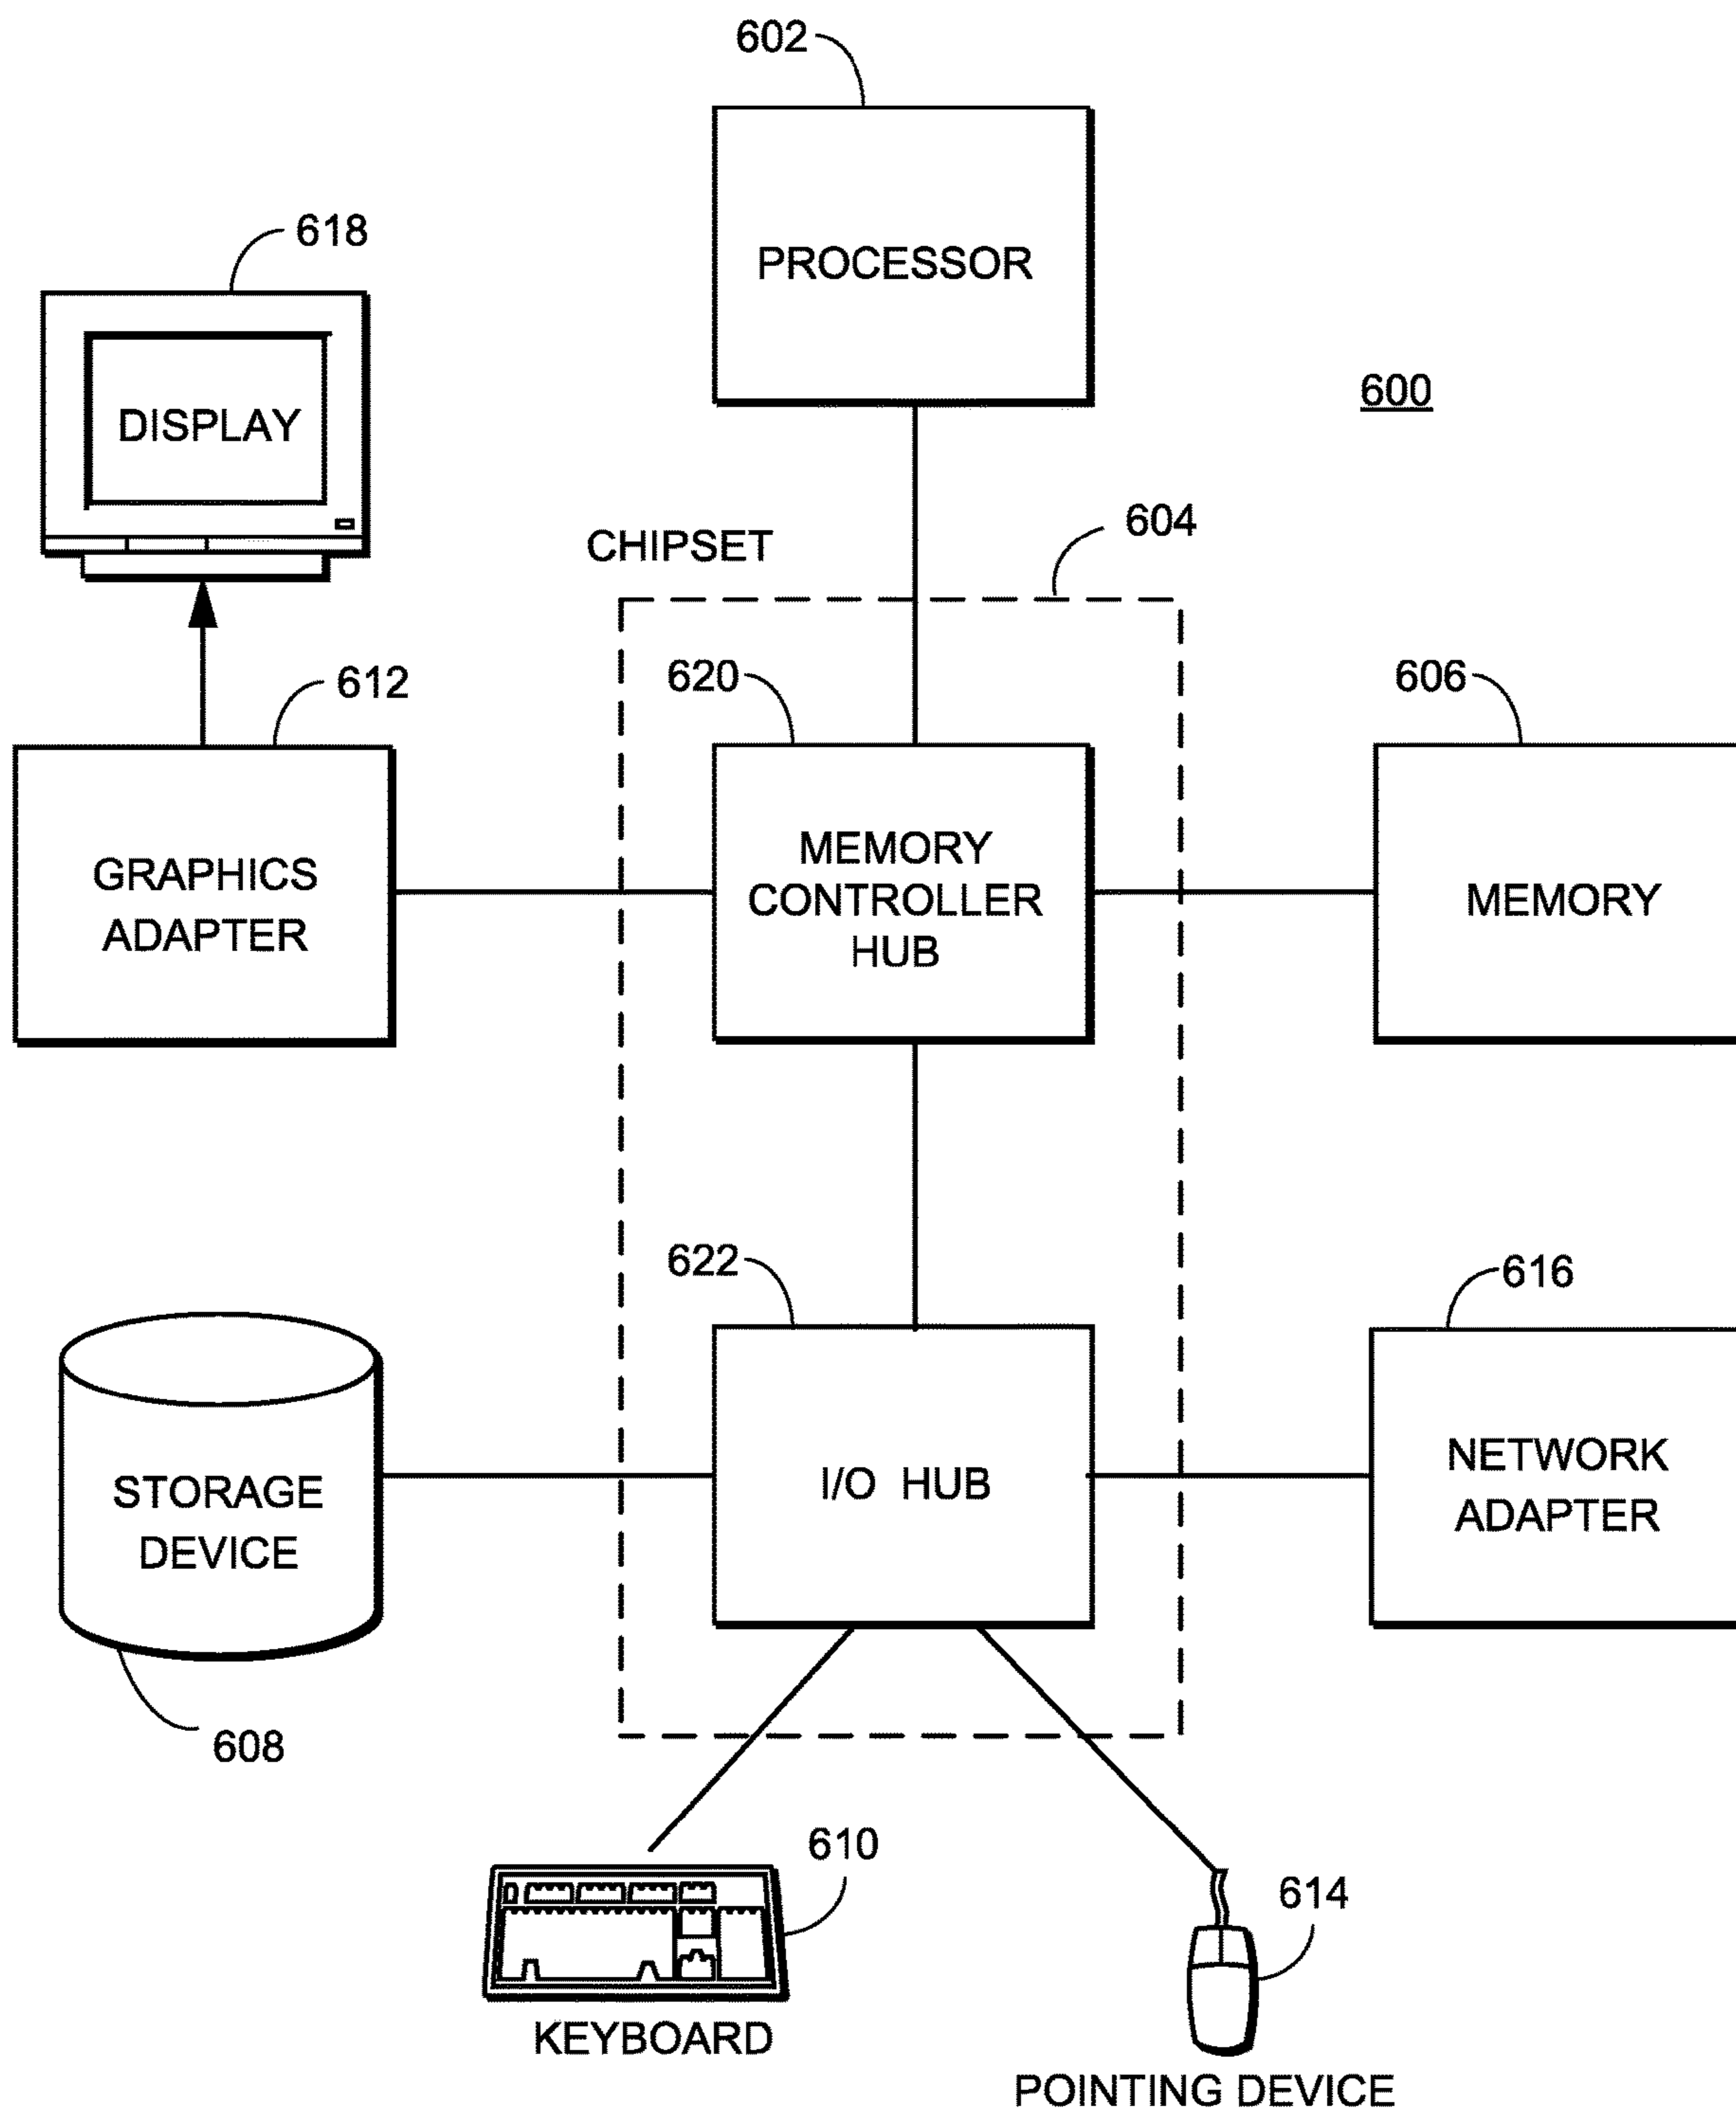 602
PROCESSOR
618
DISPLAY
600
CHIPSET
604
612
GRAPHICS
ADAPTER
620
MEMORY
CONTROLLER
HUB
606
MEMORY
622
I/O HUB
616
NETWORK
ADAPTER
STORAGE
DEVICE
608
610
KEYBOARD
614
POINTING DEVICE